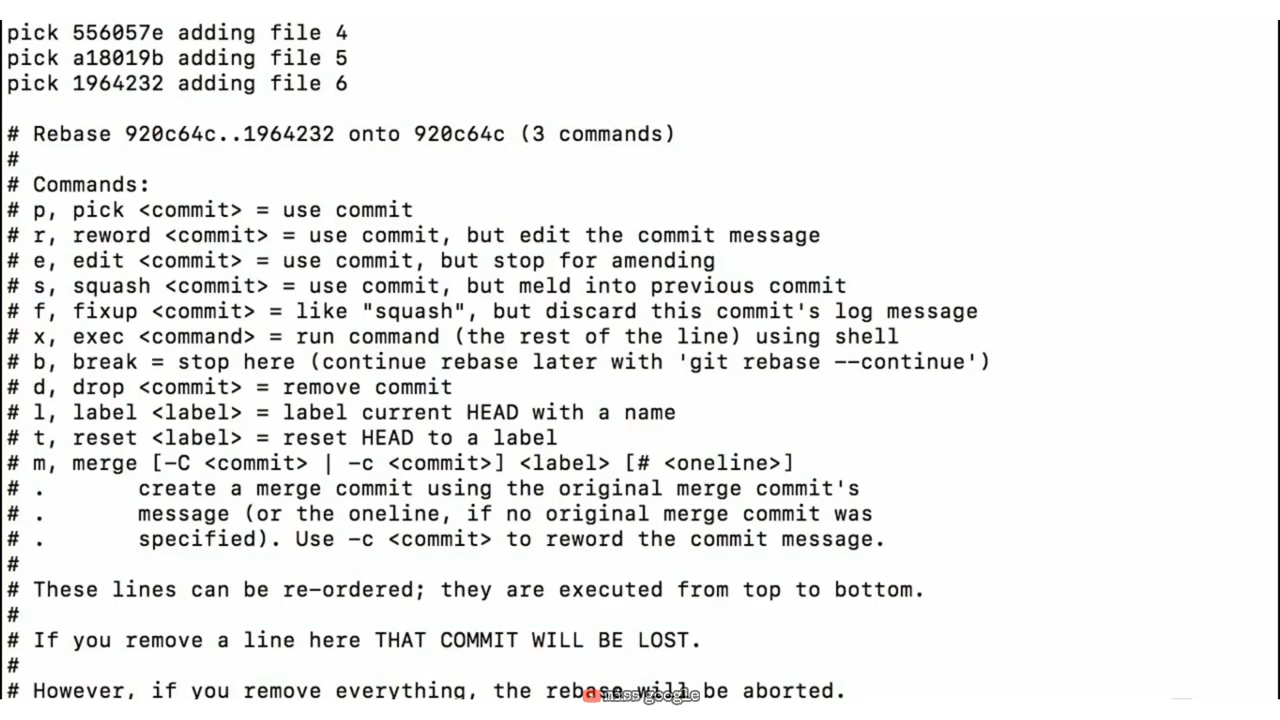 pick 556057e adding file 4
pick a18019b adding file 5
pick 1964232 adding file 6
# Rebase 920c64c..1964232 onto 920c64c (3 commands)
#
# Commands:
# p, pick <commit> = use commit
# r, reword <commit> = use commit, but edit the commit message
# e, edit <commit> = use commit, but stop for amending
# s, squash <commit> = use commit, but meld into previous commit
# f, fixup <commit> = like "squash", but discard this commit's log message
# x, exec <command> = run command (the rest of the line) using shell
# b, break = stop here (continue rebase later with 'git rebase --continue')
# d, drop <commit> = remove commit
# l, label <label> = label current HEAD with a name
# t, reset <label> = reset HEAD to a label
# m, merge [-C <commit> | -c <commit>] <label> [# <oneline>]
# .       create a merge commit using the original merge commit's
# .       message (or the oneline, if no original merge commit was
# .       specified). Use -c <commit> to reword the commit message.
#
# These lines can be re-ordered; they are executed from top to bottom.
#
# If you remove a line here THAT COMMIT WILL BE LOST.
#
# However, if you remove everything, the rebase will be aborted.
miss google